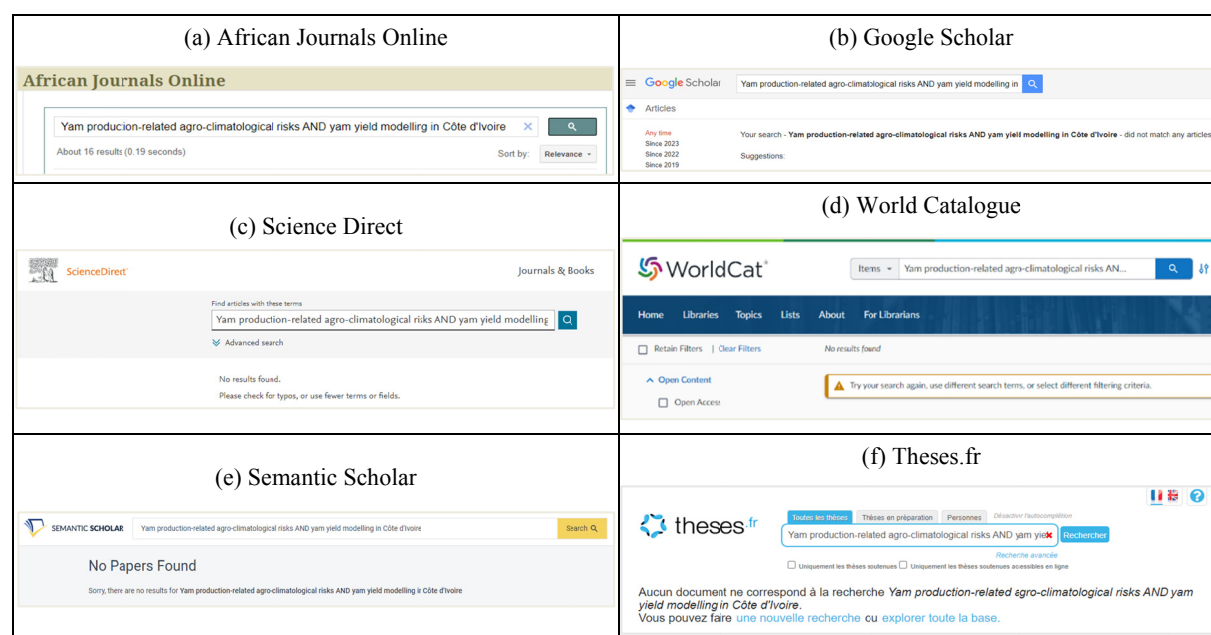 (a) African Journals Online
African Journals Online
Yam producion-related agro-climatological risks AND yam yield modellirg in Côte d'Ivoire ×
About 16 results (0.19 seconds)
Sort by: Relevance
(b) Google Scholar
Google Scholar
Yam production-related agro-climatological risks AND yam yield modelling in
Articles
Any time
Since 2023
Since 2022
Since 2019
Your search - Yam production-related agro-climatological risks AND yam yield modelling in Côte d'Ivoire - did not match any articles
Suggestions:
(c) Science Direct
ScienceDirect
Journals & Books
Find articles with these terms
Yam production-related agro-climatological risks AND yam yield modelling
Advanced search
No results found.
Please check for typos, or use fewer terms or fields.
(d) World Catalogue
WorldCat
Items
Yam production-related agro-climatological risks AN...
Home Libraries Topics Lists About For Librarians
Retain Filters | Clear Filters
No results found
Open Content
Open Access
Try your search again, use different search terms, or select different filtering criteria.
(e) Semantic Scholar
SEMANTIC SCHOLAR
Yam production-related agro-climatological risks AND yam yield modelling in Côte d'Ivoire
Search
No Papers Found
Sorry, there are no results for Yam production-related agro-climatological risks AND yam yield modelling ir Côte d'Ivoire
(f) Theses.fr
theses.fr
Toutes les thèses Thèses en préparation Personnes Désactiver l'autocomplétion
Yam production-related agro-climatological risks AND yam yiel
Rechercher
Recherche avancée
Uniquement les thèses soutenues Uniquement les thèses soutenues acessibles en ligne
Aucun document ne correspond à la recherche Yam production-related agro-climatological risks AND yam
yield modelling in Côte d'Ivoire.
Vous pouvez faire une nouvelle recherche ou explorer toute la base.